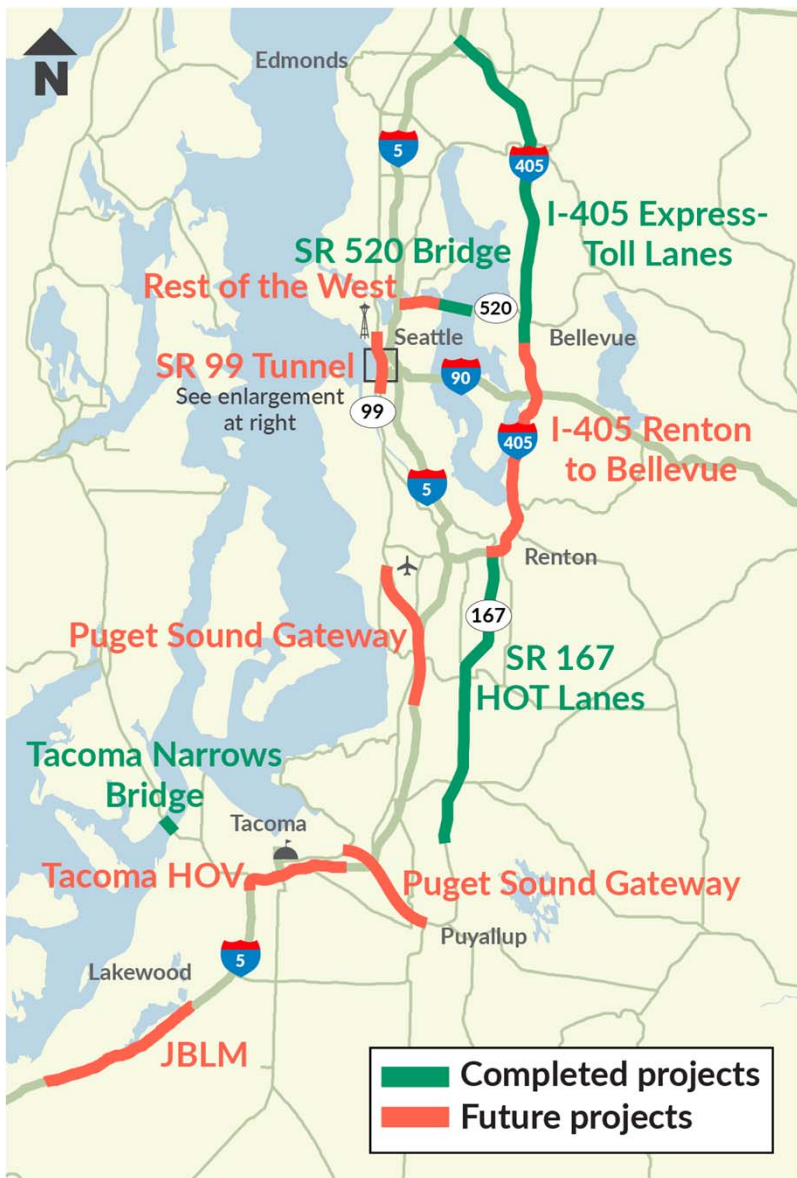 N
Edmonds
5
405
I-405 Express-
Toll Lanes
SR 520 Bridge
Rest of the West
520
Seattle
Bellevue
SR 99 Tunnel
See enlargement
at right
90
99
405
I-405 Renton
to Bellevue
5
Renton
167
Puget Sound Gateway
SR 167
HOT Lanes
Tacoma Narrows
Bridge
Tacoma
Tacoma HOV
Puget Sound Gateway
Puyallup
5
Lakewood
JBLM
Completed projects
Future projects